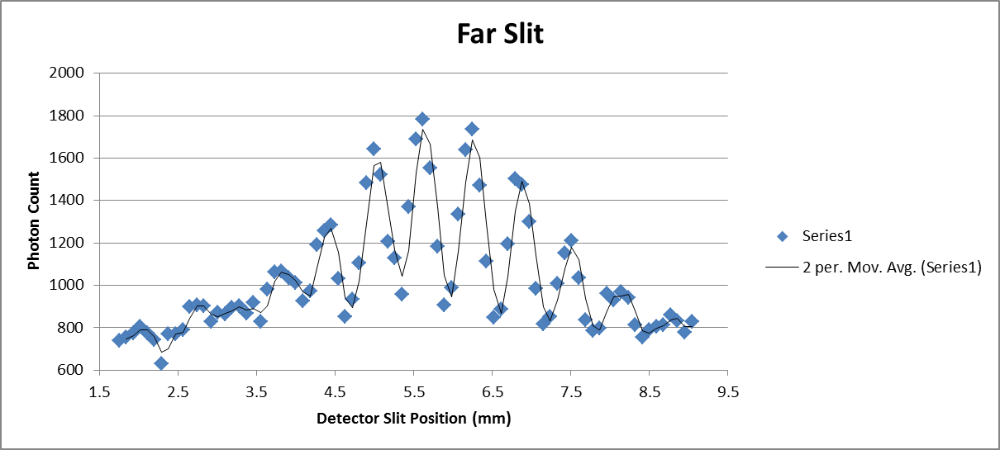 Far Slit
2000
1800
1600
1400
1200
1000
800
600
Photon Count
1.5 2.5 3.5 4.5 5.5 6.5 7.5 8.5 9.5
Detector Slit Position (mm)
Series1
2 per. Mov. Avg. (Series1)